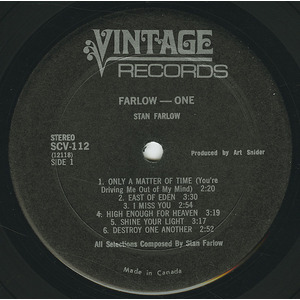 VINTAGE
RECORDS
FARLOW — ONE
STAN FARLOW
STEREO
SCV-112
(12118)
SIDE 1
Produced by Art Snider
1. ONLY A MATTER OF TIME (You're
Driving Me Out of My Mind) 2:20
2. EAST OF EDEN 3:30
3. I MISS YOU 2:54
4: HIGH ENOUGH FOR HEAVEN 3:19
5. SHINE YOUR LIGHT 3:17
6. DESTROY ONE ANOTHER 2:52
All Selections Composed By Stan Farlow
Made in Canada